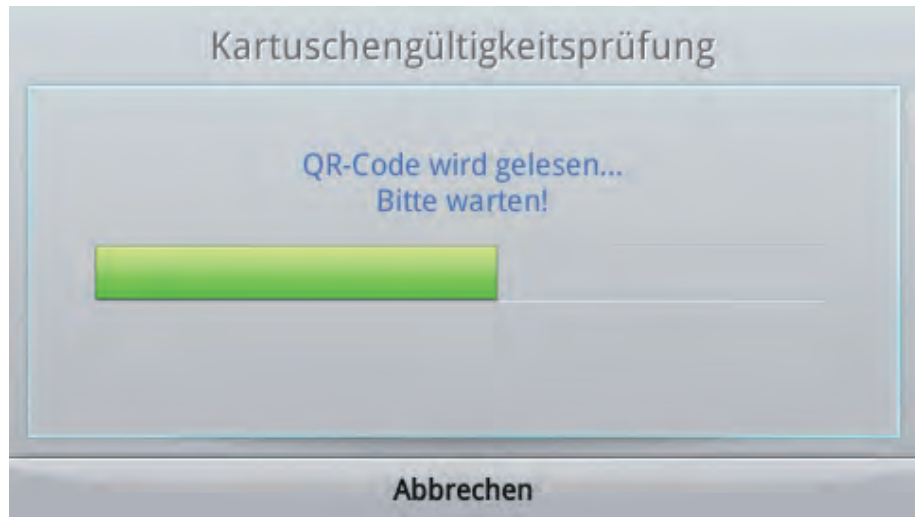 Kartuschengültigkeitsprüfung
QR-Code wird gelesen...
Bitte warten!
Abbrechen